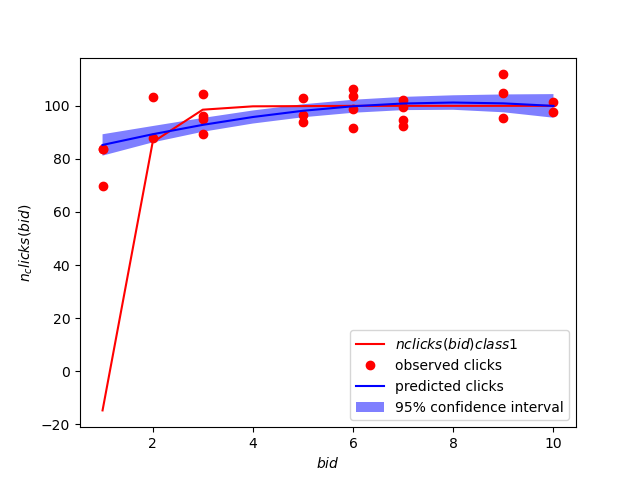 100
80
60
40
20
0
−20
n_clicks(bid)
2
4
6
8
10
bid
nclicks(bid)class1
observed clicks
predicted clicks
95% confidence interval